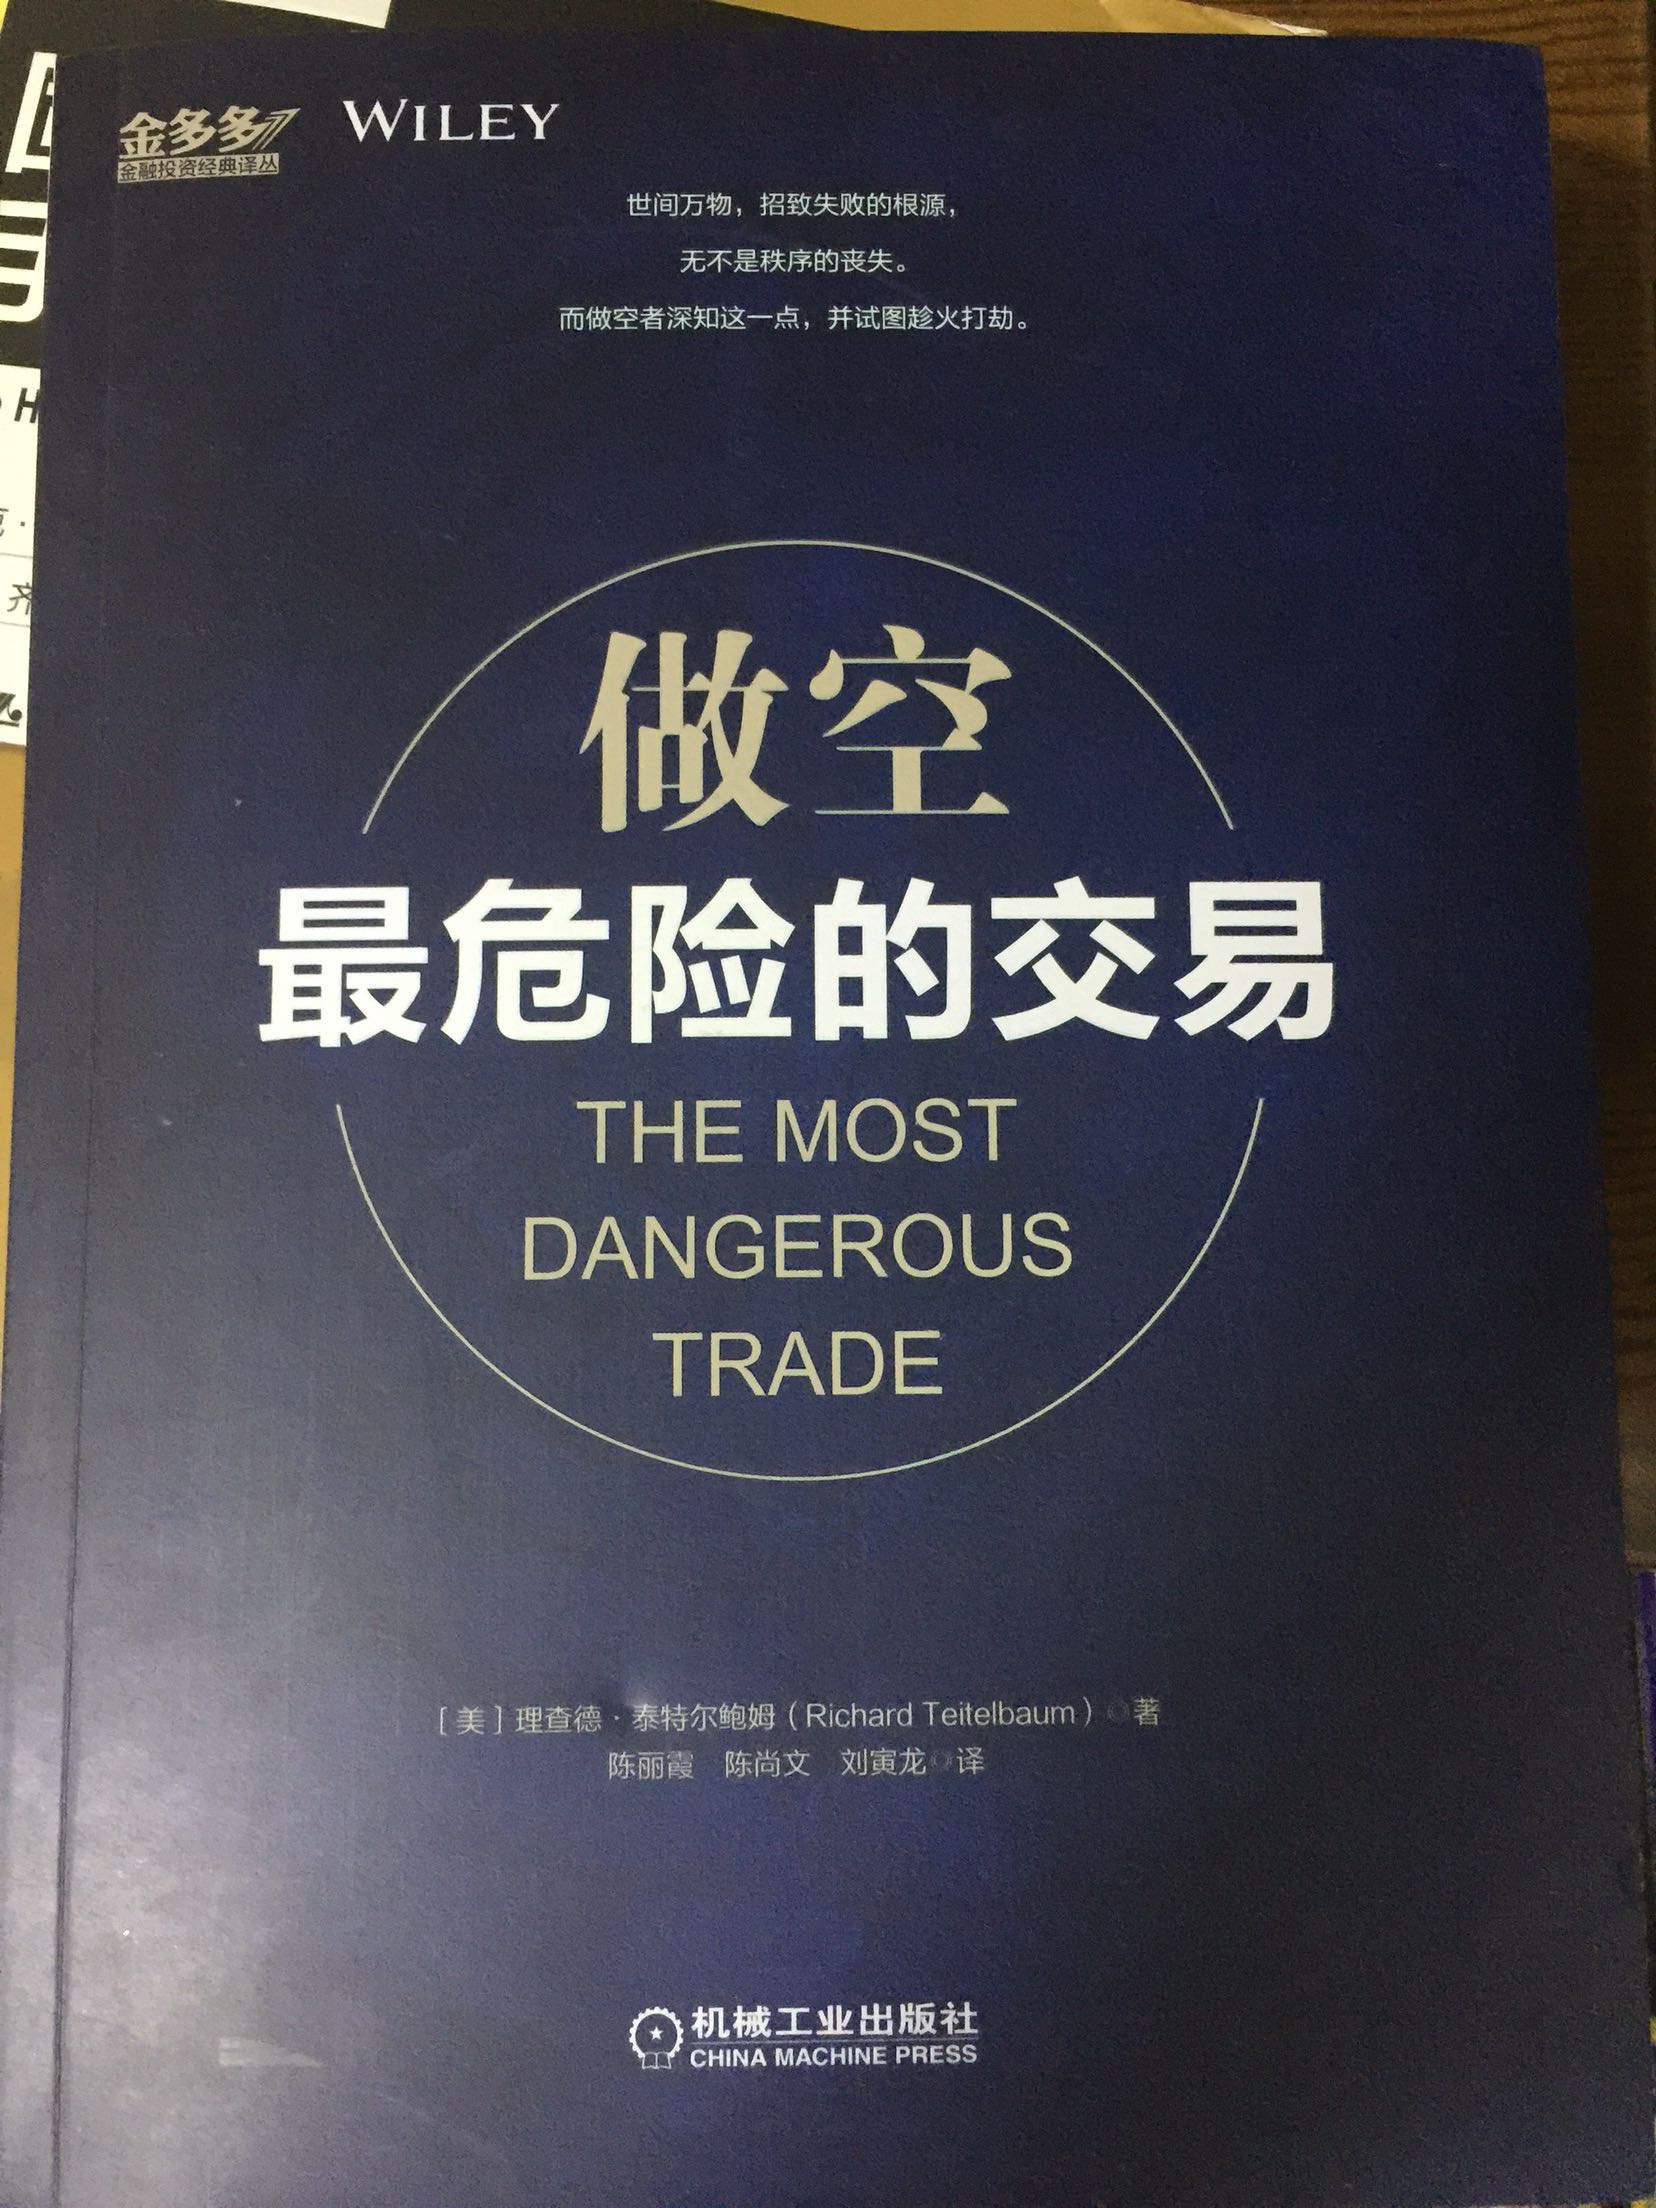 金多多
金融投资经典译丛
WILEY
世间万物，招致失败的根源，
无不是秩序的丧失。
而做空者深知这一点，并试图趁火打劫。
做空
最危险的交易
THE MOST
DANGEROUS
TRADE
［美］理查德·泰特尔鲍姆（Richard Teitelbaum）◎著
陈丽霞 陈尚文 刘寅龙◎译
机械工业出版社
CHINA MACHINE PRESS
H
齐